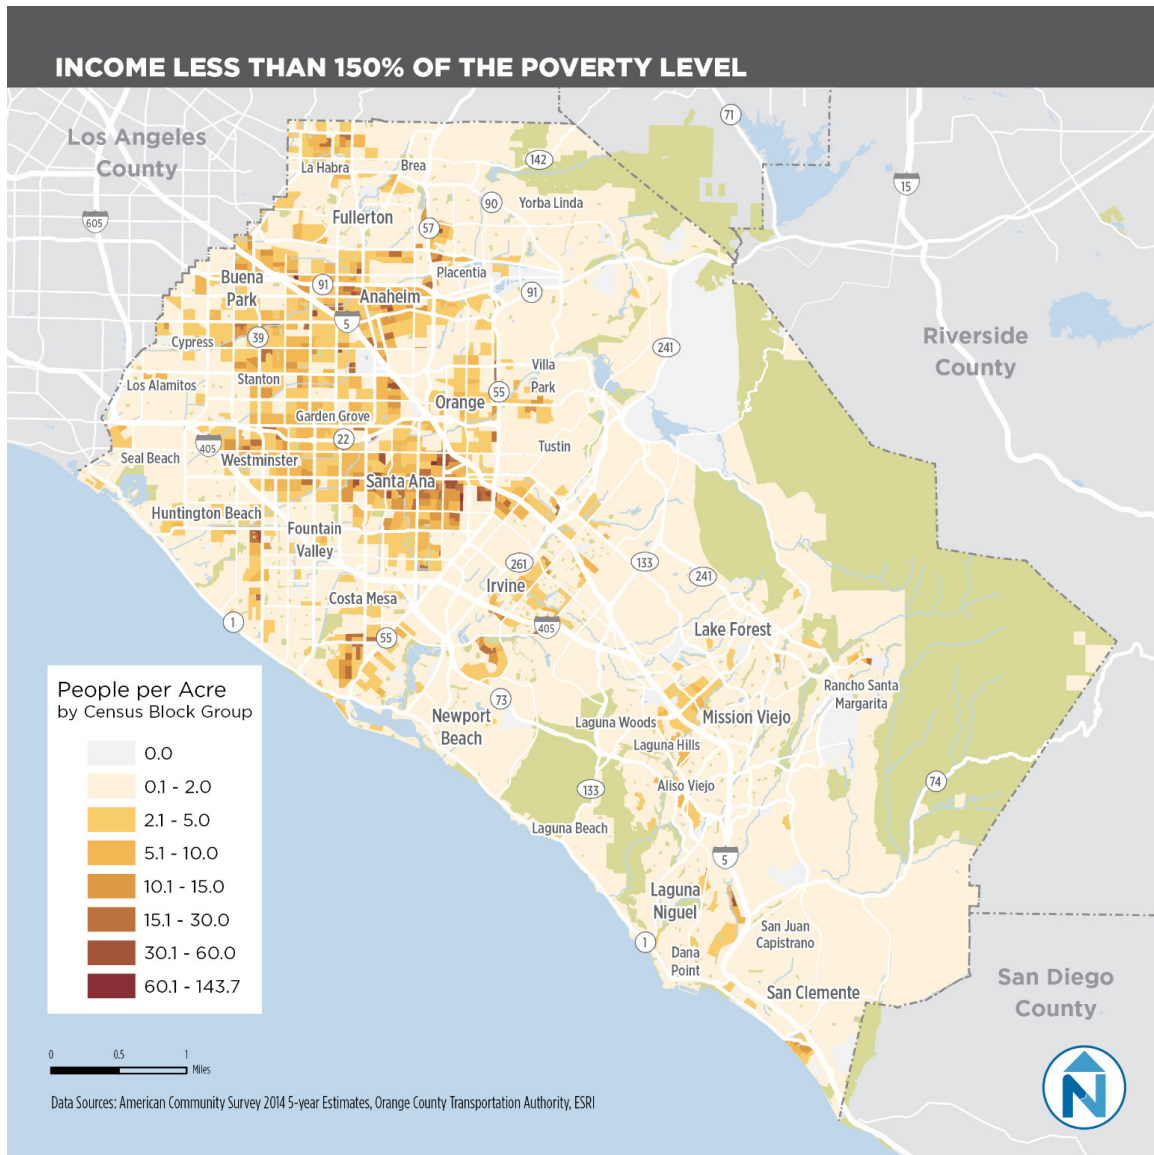 INCOME LESS THAN 150% OF THE POVERTY LEVEL
71
Los Angeles
County
142
La Habra
Brea
15
90
Yorba Linda
605
Fullerton
57
Buena
Park
91
Placentia
Anaheim
91
5
39
Cypress
241
Riverside
County
Villa
Park
Los Alamitos
Stanton
55
Orange
Garden Grove
22
405
Tustin
Seal Beach
Westminster
Santa Ana
Huntington Beach
Fountain
Valley
261
133
241
Irvine
Costa Mesa
1
405
55
Lake Forest
Rancho Santa
Margarita
73
Newport
Beach
Laguna Woods
Mission Viejo
Laguna Hills
133
Aliso Viejo
74
Laguna Beach
5
Laguna
Niguel
San Juan
Capistrano
1
Dana
Point
San Clemente
San Diego
County
People per Acre
by Census Block Group
0.0
0.1 - 2.0
2.1 - 5.0
5.1 - 10.0
10.1 - 15.0
15.1 - 30.0
30.1 - 60.0
60.1 - 143.7
0 0.5 1
Miles
N
Data Sources: American Community Survey 2014 5-year Estimates, Orange County Transportation Authority, ESRI